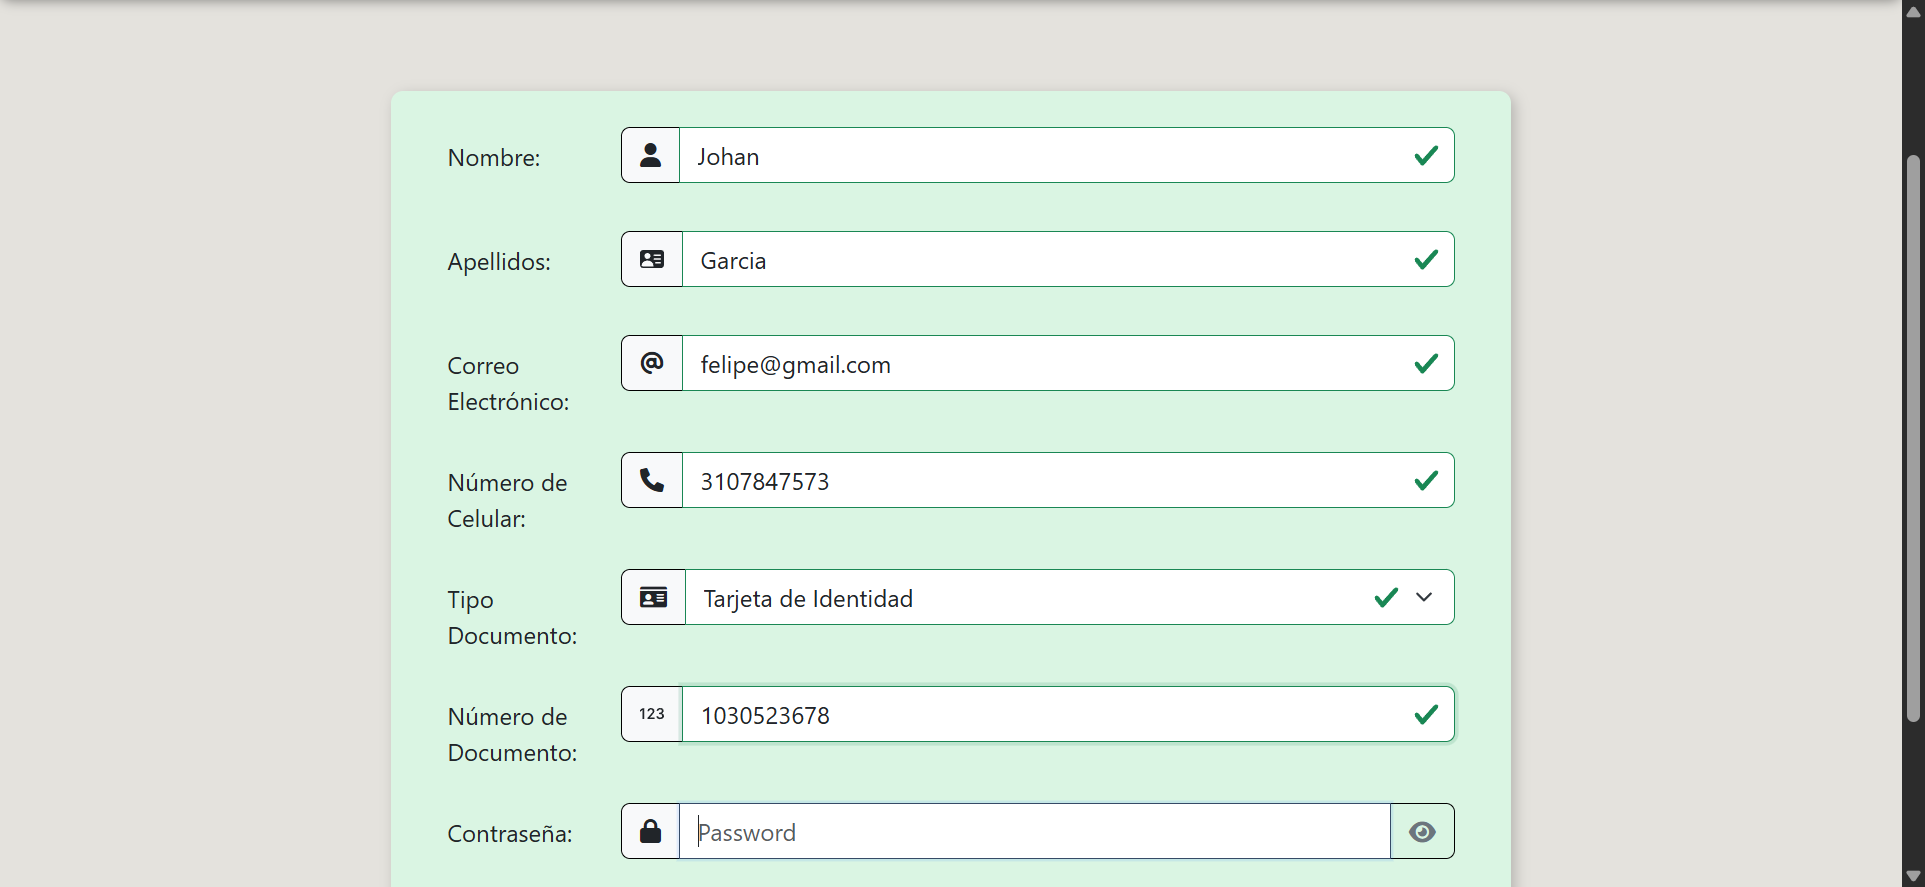 Nombre:
Johan
Apellidos:
Garcia
Correo
Electrónico:
felipe@gmail.com
Número de
Celular:
3107847573
Tipo
Documento:
Tarjeta de Identidad
Número de
Documento:
123
1030523678
Contraseña:
Password